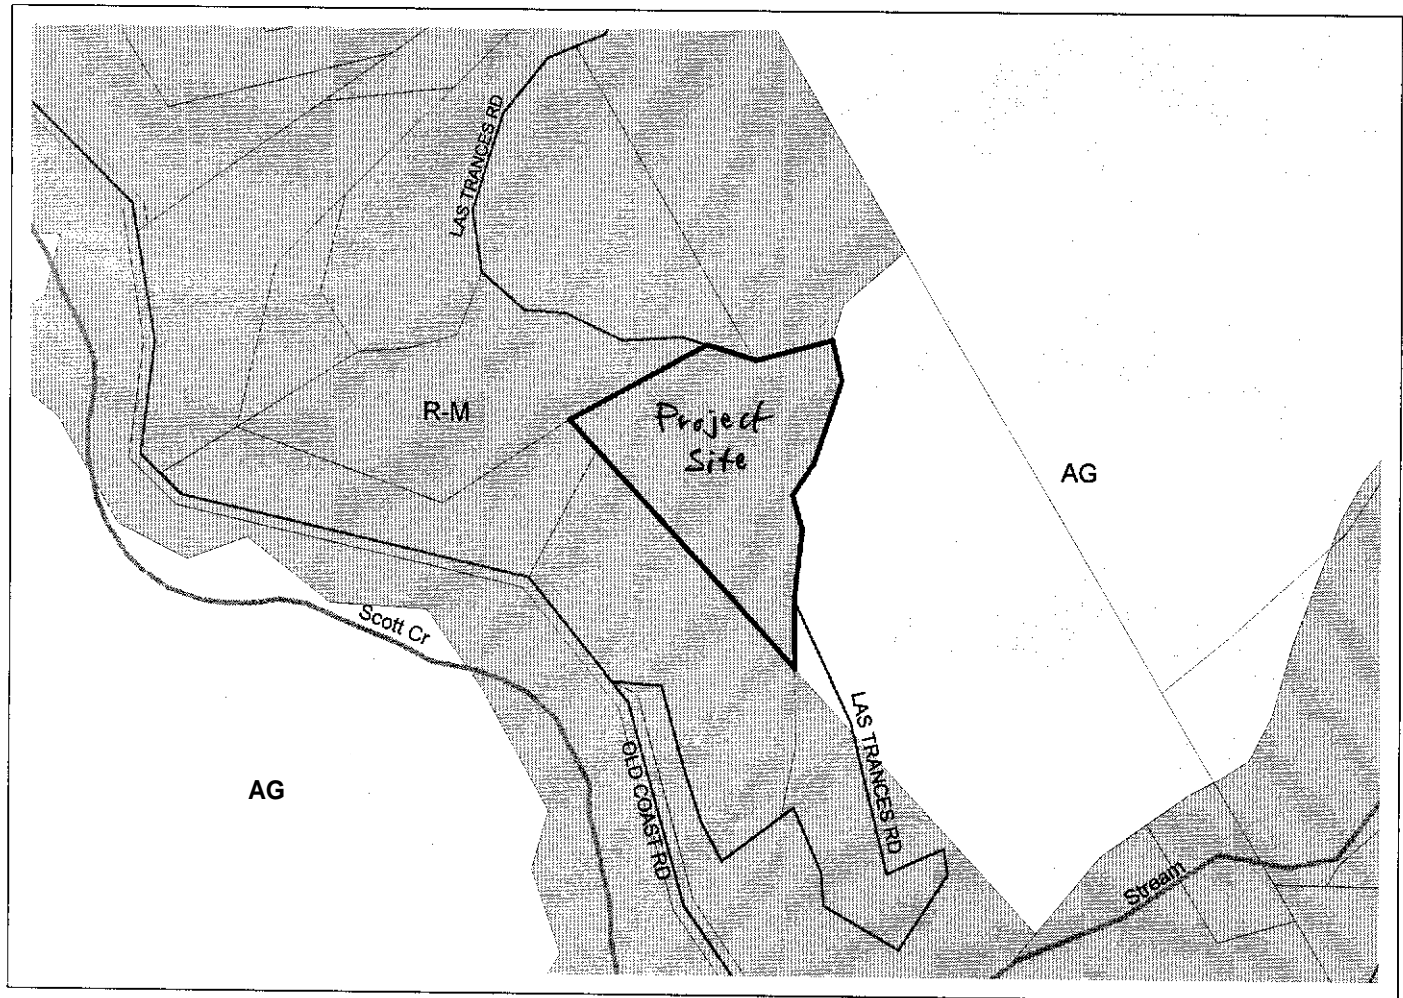 LAS TRANCES RD
R-M
Project
Site
AG
Scott Cr
LAS TRANCES RD
OLD COAST RD
AG
Stream